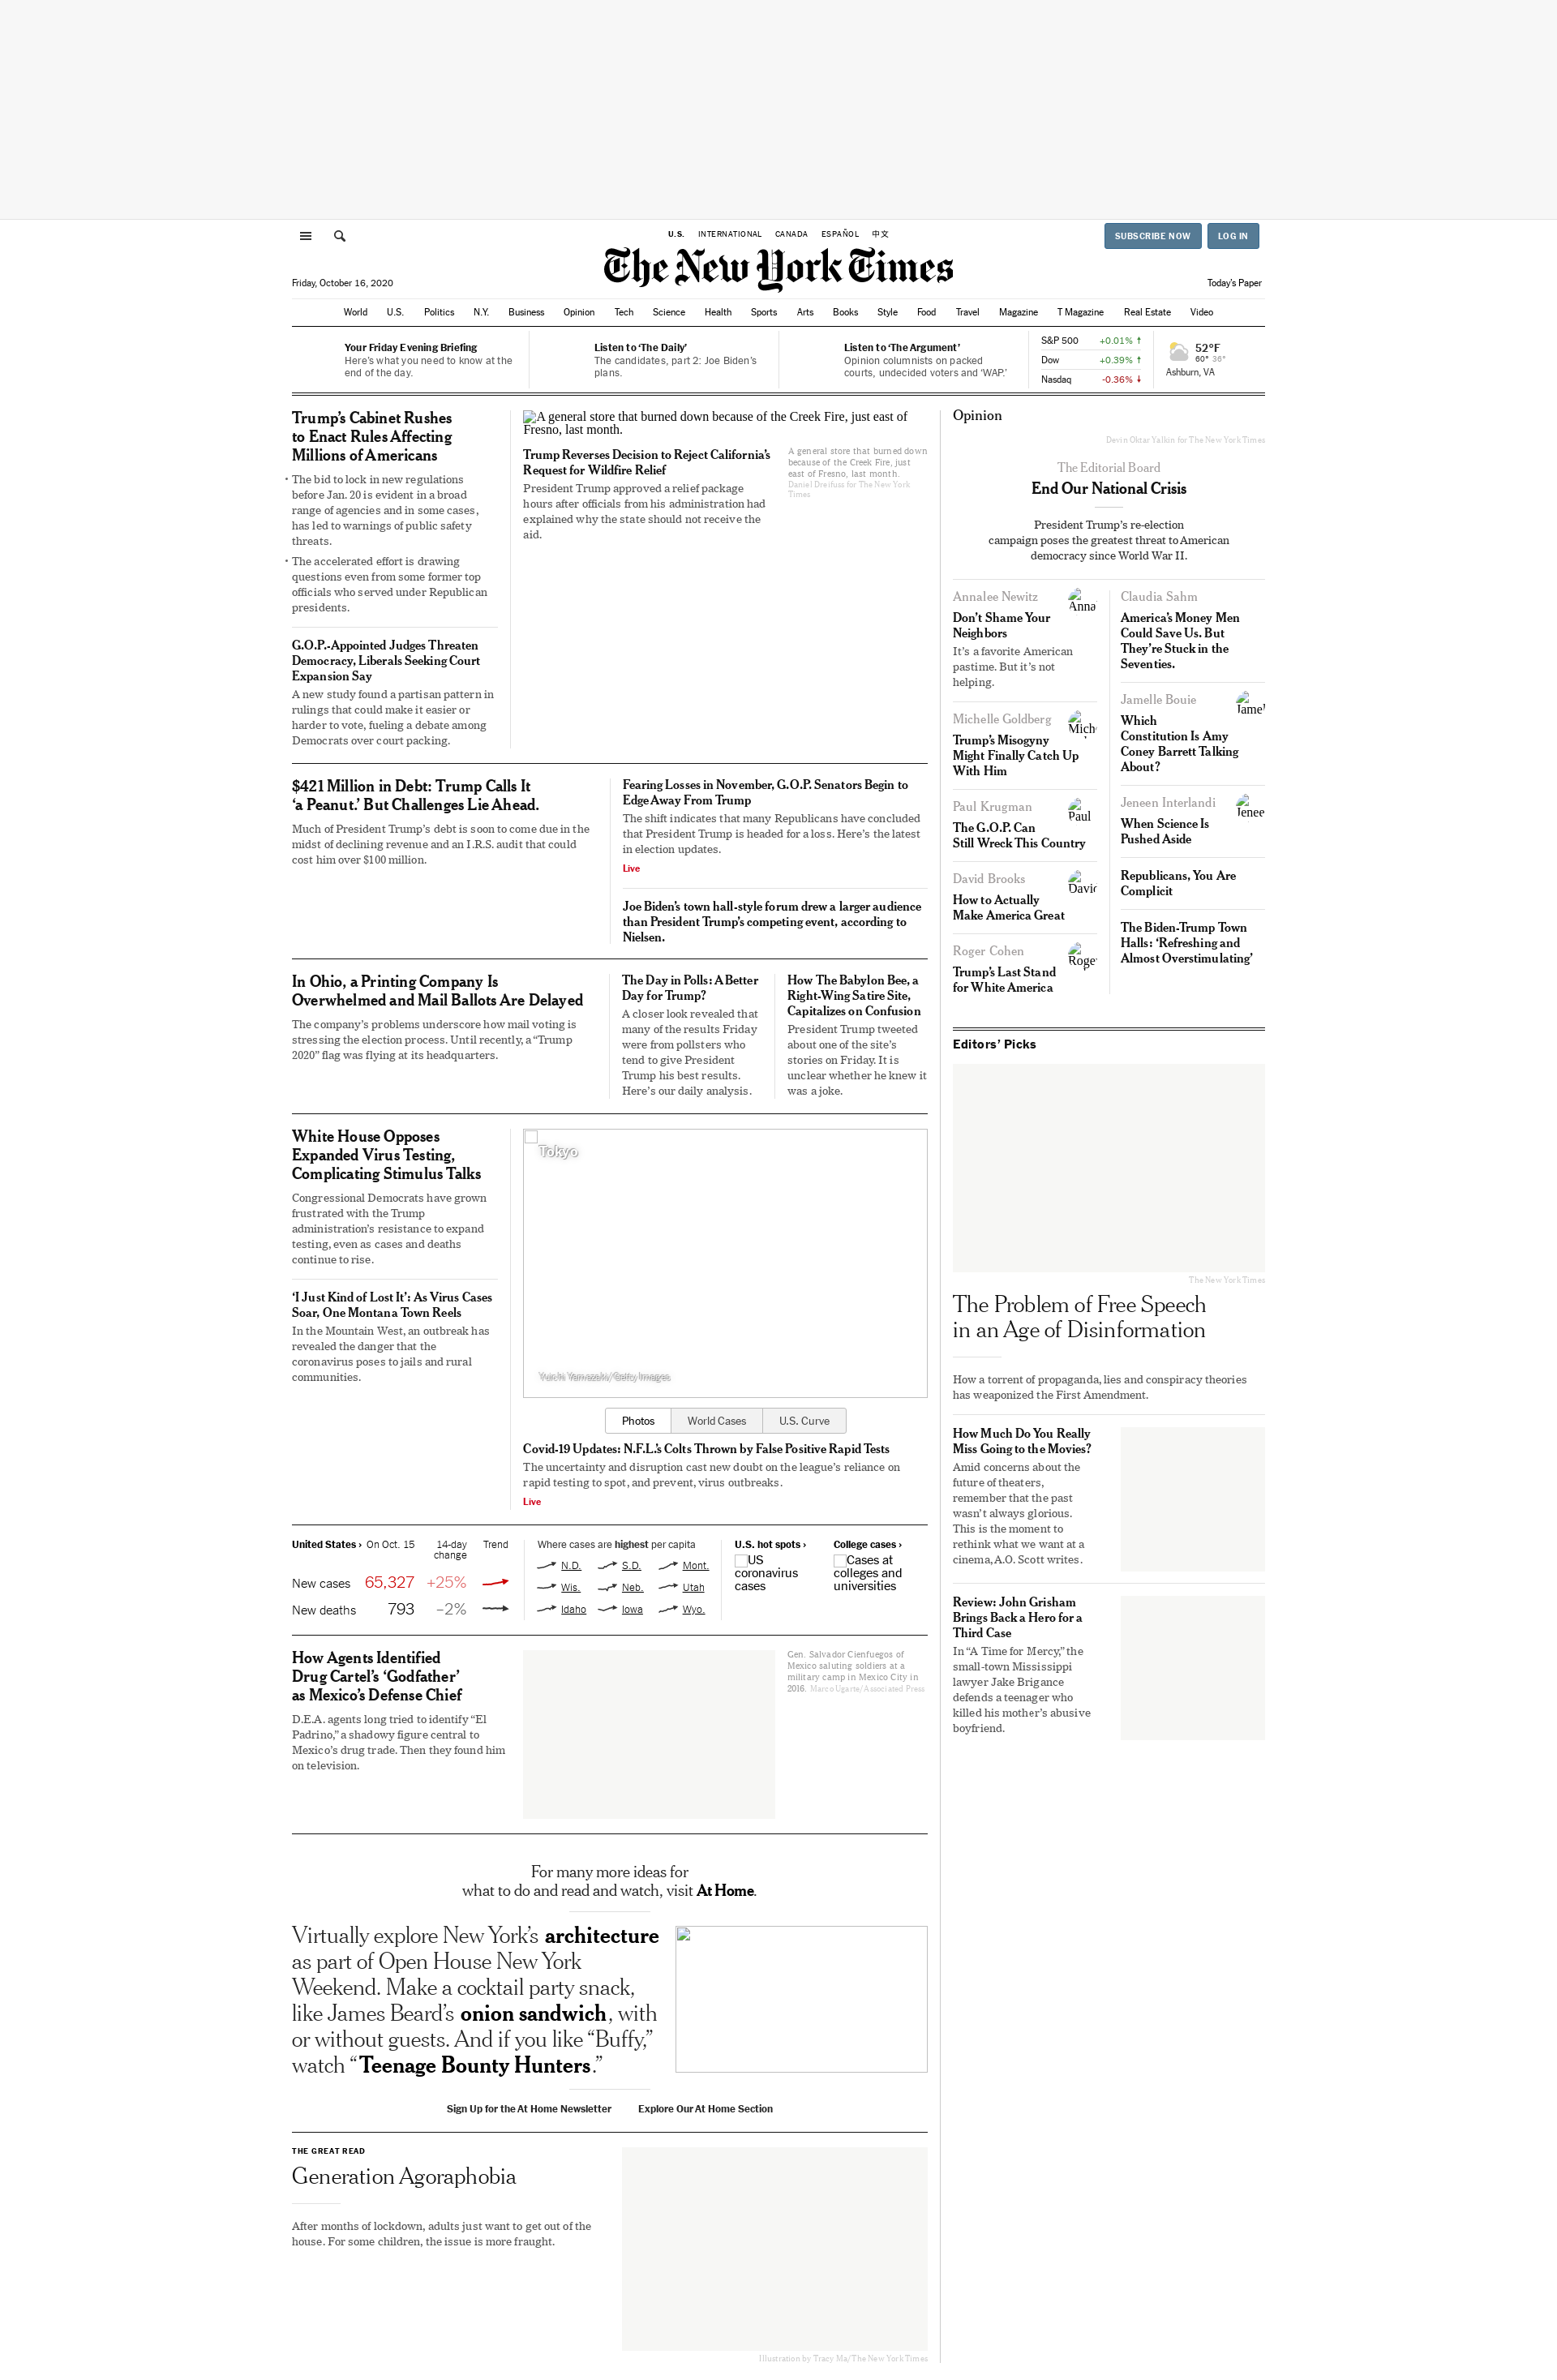 U.S. INTERNATIONAL CANADA ESPAÑOL 中文
SUBSCRIBE NOW LOG IN
The New York Times
Friday, October 16, 2020
Today's Paper
World U.S. Politics N.Y. Business Opinion Tech Science Health Sports Arts Books Style Food Travel Magazine T Magazine Real Estate Video
Your Friday Evening Briefing
Here's what you need to know at the
end of the day.
Listen to ‘The Daily’
The candidates, part 2: Joe Biden's
plans.
Listen to ‘The Argument’
Opinion columnists on packed
courts, undecided voters and ‘WAP.’
S&P 500 +0.01%
Dow +0.39%
Nasdaq -0.36%
52°F
60° 36°
Ashburn, VA
Trump’s Cabinet Rushes
to Enact Rules Affecting
Millions of Americans
• The bid to lock in new regulations
before Jan. 20 is evident in a broad
range of agencies and in some cases,
has led to warnings of public safety
threats.
• The accelerated effort is drawing
questions even from some former top
officials who served under Republican
presidents.
G.O.P.-Appointed Judges Threaten
Democracy, Liberals Seeking Court
Expansion Say
A new study found a partisan pattern in
rulings that could make it easier or
harder to vote, fueling a debate among
Democrats over court packing.
A general store that burned down because of the Creek Fire, just east of
Fresno, last month.
Trump Reverses Decision to Reject California’s
Request for Wildfire Relief
President Trump approved a relief package
hours after officials from his administration had
explained why the state should not receive the
aid.
A general store that burned down
because of the Creek Fire, just
east of Fresno, last month.
Daniel Dreifuss for The New York
Times
$421 Million in Debt: Trump Calls It
‘a Peanut.’ But Challenges Lie Ahead.
Much of President Trump’s debt is soon to come due in the
midst of declining revenue and an I.R.S. audit that could
cost him over $100 million.
Fearing Losses in November, G.O.P. Senators Begin to
Edge Away From Trump
The shift indicates that many Republicans have concluded
that President Trump is headed for a loss. Here’s the latest
in election updates.
Live
Joe Biden’s town hall-style forum drew a larger audience
than President Trump’s competing event, according to
Nielsen.
In Ohio, a Printing Company Is
Overwhelmed and Mail Ballots Are Delayed
The company’s problems underscore how mail voting is
stressing the election process. Until recently, a “Trump
2020” flag was flying at its headquarters.
The Day in Polls: A Better
Day for Trump?
A closer look revealed that
many of the results Friday
were from pollsters who
tend to give President
Trump his best results.
Here’s our daily analysis.
How The Babylon Bee, a
Right-Wing Satire Site,
Capitalizes on Confusion
President Trump tweeted
about one of the site’s
stories on Friday. It is
unclear whether he knew it
was a joke.
White House Opposes
Expanded Virus Testing,
Complicating Stimulus Talks
Congressional Democrats have grown
frustrated with the Trump
administration’s resistance to expand
testing, even as cases and deaths
continue to rise.
‘I Just Kind of Lost It’: As Virus Cases
Soar, One Montana Town Reels
In the Mountain West, an outbreak has
revealed the danger that the
coronavirus poses to jails and rural
communities.
Tokyo
Yuichi Yamazaki/Getty Images
Photos World Cases U.S. Curve
Covid-19 Updates: N.F.L.’s Colts Thrown by False Positive Rapid Tests
The uncertainty and disruption cast new doubt on the league’s reliance on
rapid testing to spot, and prevent, virus outbreaks.
Live
United States › On Oct. 15 14-day
change Trend
New cases 65,327 +25%
New deaths 793 –2%
Where cases are highest per capita
N.D. S.D. Mont.
Wis. Neb. Utah
Idaho Iowa Wyo.
U.S. hot spots ›
US
coronavirus
cases
College cases ›
Cases at
colleges and
universities
How Agents Identified
Drug Cartel’s ‘Godfather’
as Mexico’s Defense Chief
D.E.A. agents long tried to identify “El
Padrino,” a shadowy figure central to
Mexico’s drug trade. Then they found him
on television.
Gen. Salvador Cienfuegos of
Mexico saluting soldiers at a
military camp in Mexico City in
2016. Marco Ugarte/Associated Press
For many more ideas for
what to do and read and watch, visit At Home.
Virtually explore New York’s architecture
as part of Open House New York
Weekend. Make a cocktail party snack,
like James Beard’s onion sandwich, with
or without guests. And if you like “Buffy,”
watch “Teenage Bounty Hunters.”
Sign Up for the At Home Newsletter Explore Our At Home Section
THE GREAT READ
Generation Agoraphobia
After months of lockdown, adults just want to get out of the
house. For some children, the issue is more fraught.
Illustration by Tracy Ma/The New York Times
Opinion
Devin Oktar Yalkin for The New York Times
The Editorial Board
End Our National Crisis
President Trump’s re-election
campaign poses the greatest threat to American
democracy since World War II.
Annalee Newitz
Anna
Don’t Shame Your
Neighbors
It’s a favorite American
pastime. But it’s not
helping.
Michelle Goldberg
Trump’s Misogyny
Might Finally Catch Up
With Him
Paul Krugman
Paul
The G.O.P. Can
Still Wreck This Country
David Brooks
David
How to Actually
Make America Great
Roger Cohen
Roger
Trump’s Last Stand
for White America
Claudia Sahm
America’s Money Men
Could Save Us. But
They’re Stuck in the
Seventies.
Jamelle Bouie
Which
Constitution Is Amy
Coney Barrett Talking
About?
Jeneen Interlandi
Jenee
When Science Is
Pushed Aside
Republicans, You Are
Complicit
The Biden-Trump Town
Halls: ‘Refreshing and
Almost Overstimulating’
Editors’ Picks
The New York Times
The Problem of Free Speech
in an Age of Disinformation
How a torrent of propaganda, lies and conspiracy theories
has weaponized the First Amendment.
How Much Do You Really
Miss Going to the Movies?
Amid concerns about the
future of theaters,
remember that the past
wasn’t always glorious.
This is the moment to
rethink what we want at a
cinema, A.O. Scott writes.
Review: John Grisham
Brings Back a Hero for a
Third Case
In “A Time for Mercy,” the
small-town Mississippi
lawyer Jake Brigance
defends a teenager who
killed his mother’s abusive
boyfriend.